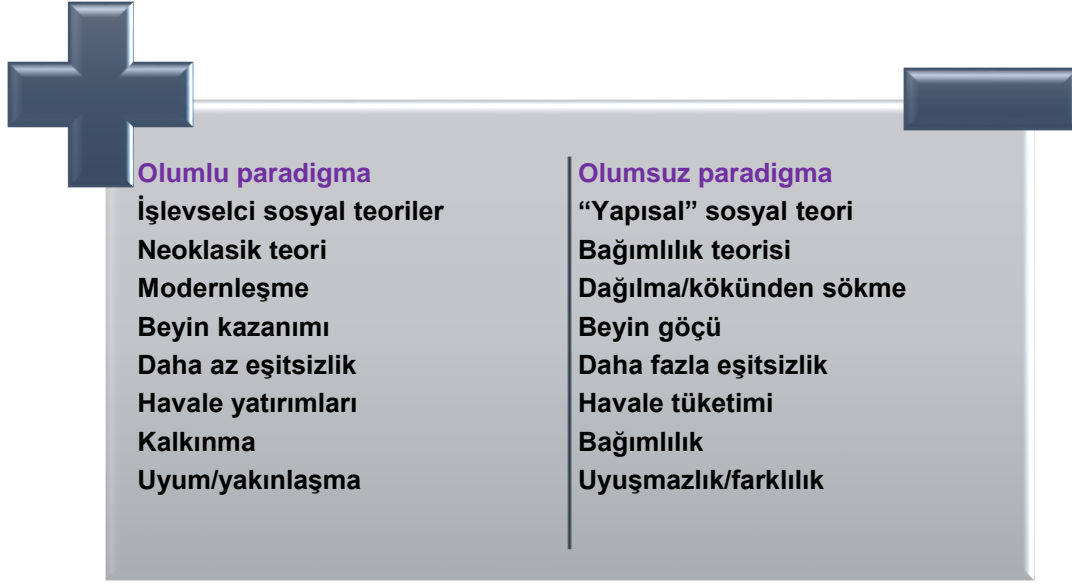 Olumlu paradigma
İşlevselci sosyal teoriler
Neoklasik teori
Modernleşme
Beyin kazanımı
Daha az eşitsizlik
Havale yatırımları
Kalkınma
Uyum/yakınlaşma
Olumsuz paradigma
“Yapısal” sosyal teori
Bağımlılık teorisi
Dağılma/kökünden sökme
Beyin göçü
Daha fazla eşitsizlik
Havale tüketimi
Bağımlılık
Uyuşmazlık/farklılık